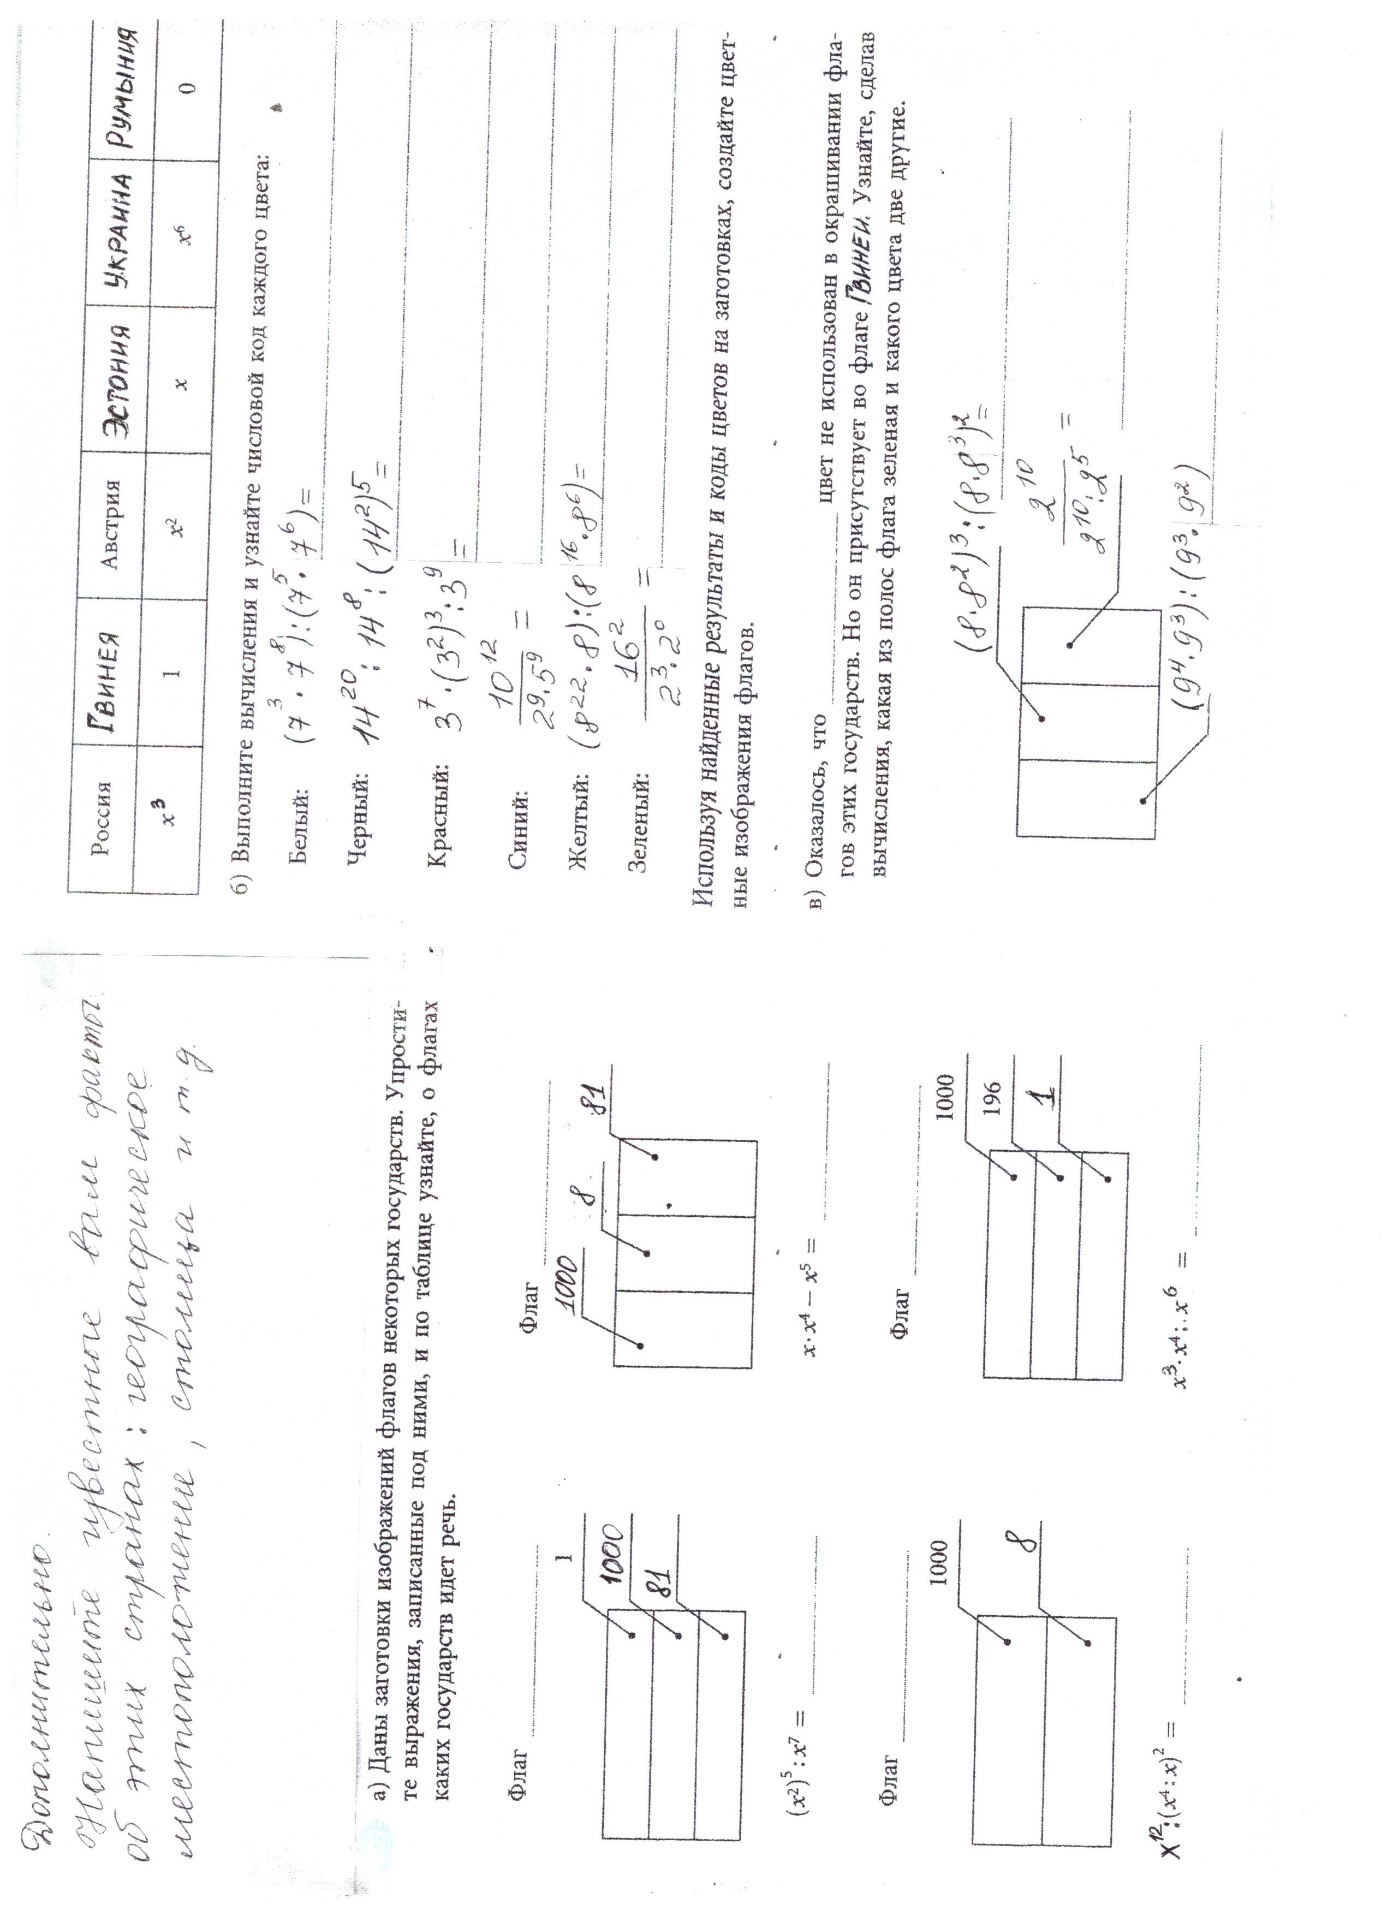 Дополнительно.
Напишите известные вам факты
об этих странах: географическое
местоположение, столица и т.д.
а) Даны заготовки изображений флагов некоторых государств. Упрости-
те выражения, записанные под ними, и по таблице узнайте, о флагах
каких государств идет речь.
Флаг
1
1000
81
(x²)⁵ : x⁷ =
Флаг
1000
8
81
x · x⁴ − x⁵ =
Флаг
1000
8
x¹² : (x⁴ : x)² =
Флаг
1000
196
1
x³ · x⁴ : x⁶ =
Россия Гвинея Австрия Эстония Украина Румыния
x³ 1 x² x x⁶ 0
б) Выполните вычисления и узнайте числовой код каждого цвета:
Белый: (7³ · 7⁸) : (7⁵ · 7⁶) =
Черный: 14²⁰ : 14⁸ : (14²)⁵ =
Красный: 3⁷ · (3²)³ : 3⁹ =
Синий: 10¹² / 2⁹ · 5⁹ =
Желтый: (8²² · 8) : (8¹⁶ · 8⁶) =
Зеленый: 16² / 2³ · 2⁰ =
Используя найденные результаты и коды цветов на заготовках, создайте цвет-
ные изображения флагов.
в) Оказалось, что цвет не использован в окрашивании фла-
гов этих государств. Но он присутствует во флаге Гвинеи. Узнайте, сделав
вычисления, какая из полос флага зеленая и какого цвета две другие.
(8 · 8²)³ : (8 · 8³)² =
2¹⁰ / 2¹⁰ · 2⁵ =
(9⁴ · 9³) : (9³ · 9²)